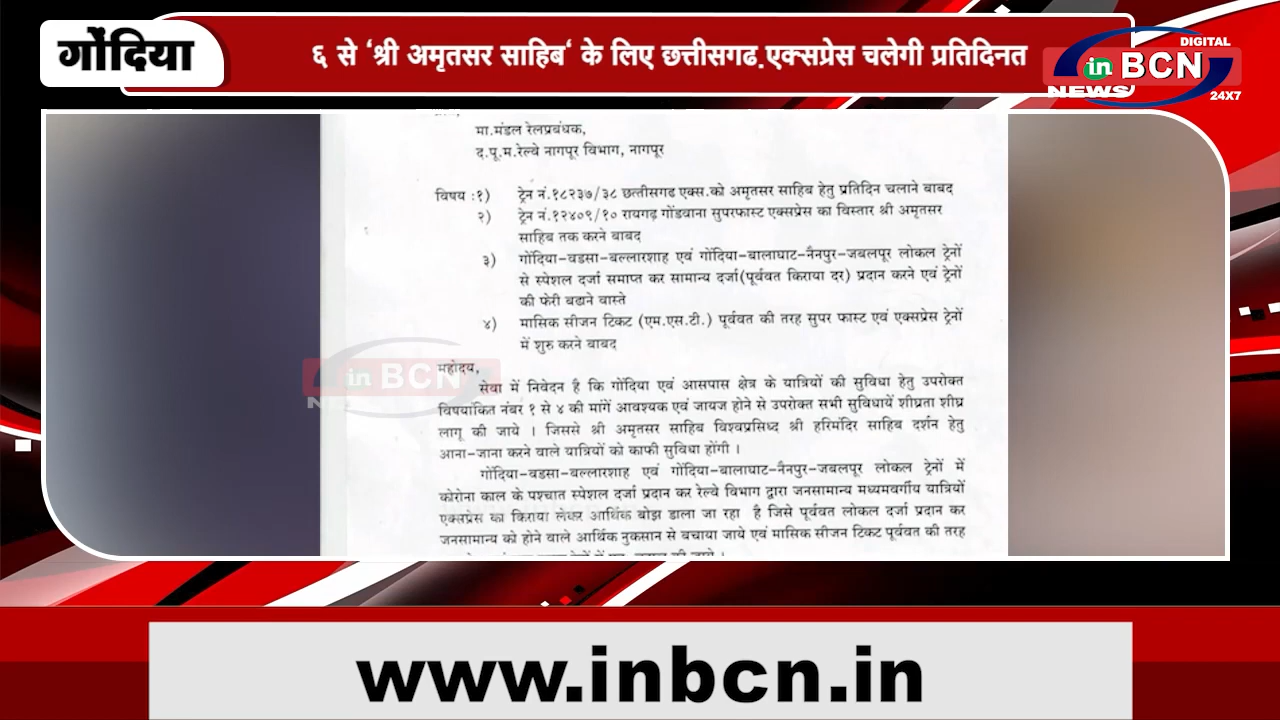 गोंदिया
६ से ‘श्री अमृतसर साहिब‘ के लिए छत्तीसगढ.एक्सप्रेस चलेगी प्रतिदिनत
DIGITAL
in BCN
NEWS
24X7
मा.मंडल रेलप्रबंधक,
द.पू.म.रेल्वे नागपूर विभाग, नागपूर
विषय :१) ट्रेन नं.१८२३७/३८ छत्तीसगढ एक्स.को अमृतसर साहिब हेतु प्रतिदिन चलाने बाबद
२) ट्रेन नं.१२४०९/१० रायगढ़ गोंडवाना सुपरफास्ट एक्सप्रेस का विस्तार श्री अमृतसर
साहिब तक करने बाबद
३) गोंदिया-वडसा-बल्लारशाह एवं गोंदिया-बालाघाट-नैनपुर-जबलपूर लोकल ट्रेनों
से स्पेशल दर्जा समाप्त कर सामान्य दर्जा(पूर्ववत किराया दर) प्रदान करने एवं ट्रेनों
की फेरी बढाने वास्ते
४) मासिक सीजन टिकट (एम.एस.टी.) पूर्ववत की तरह सुपर फास्ट एवं एक्सप्रेस ट्रेनों
में शुरु करने बाबद
महोदय,
in BCN
सेवा में निवेदन है कि गोंदिया एवं आसपास क्षेत्र के यात्रियों की सुविधा हेतु उपरोक्त
विषयांकित नंबर १ से ४ की मांगें आवश्यक एवं जायज होने से उपरोक्त सभी सुविधायें शीघ्रता शीघ्र
लागू की जाये । जिससे श्री अमृतसर साहिब विश्वप्रसिध्द श्री हरिमंदिर साहिब दर्शन हेतु
आना-जाना करने वाले यात्रियों को काफी सुविधा होंगी ।
गोंदिया-वडसा-बल्लारशाह एवं गोंदिया-बालाघाट-नैनपुर-जबलपूर लोकल ट्रेनों में
कोरोना काल के पश्चात स्पेशल दर्जा प्रदान कर रेल्वे विभाग द्वारा जनसामान्य मध्यमवर्गीय यात्रियों
एक्सप्रेस का किराया लेकर आर्थिक बोझ डाला जा रहा है जिसे पूर्ववत लोकल दर्जा प्रदान कर
जनसामान्य को होने वाले आर्थिक नुकसान से बचाया जाये एवं मासिक सीजन टिकट पूर्ववत की तरह
www.inbcn.in